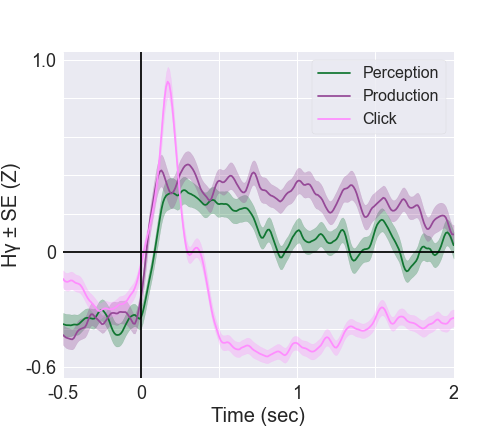 Perception
Production
Click
1.0
0
-0.6
Hγ ± SE (Z)
-0.5
0
1
2
Time (sec)